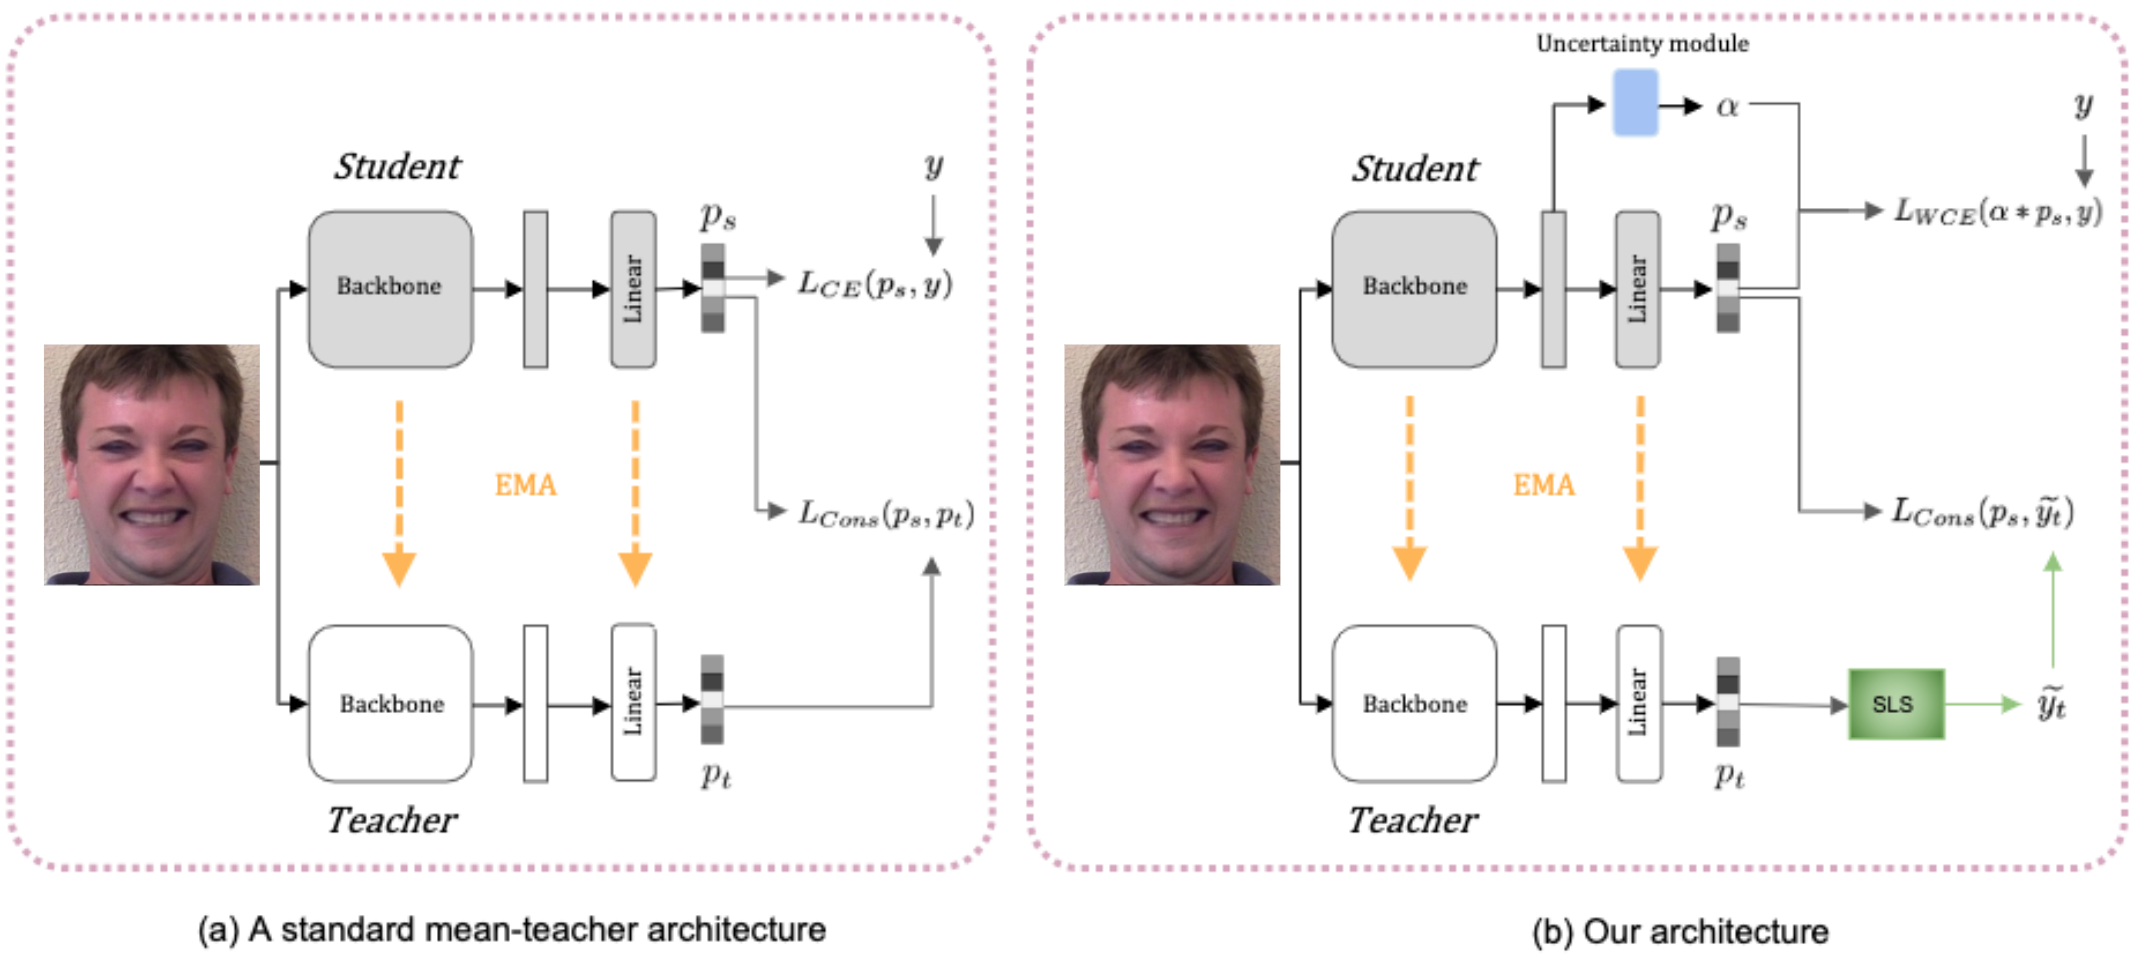 Student
Backbone
Linear
p_s
y
L_{CE}(p_s, y)
EMA
L_{Cons}(p_s, p_t)
Backbone
Linear
p_t
Teacher
(a) A standard mean-teacher architecture
Uncertainty module
α
y
Student
Backbone
Linear
p_s
L_{WCE}(α * p_s, y)
EMA
L_{Cons}(p_s, \tilde{y}_t)
Backbone
Linear
p_t
SLS
\tilde{y}_t
Teacher
(b) Our architecture